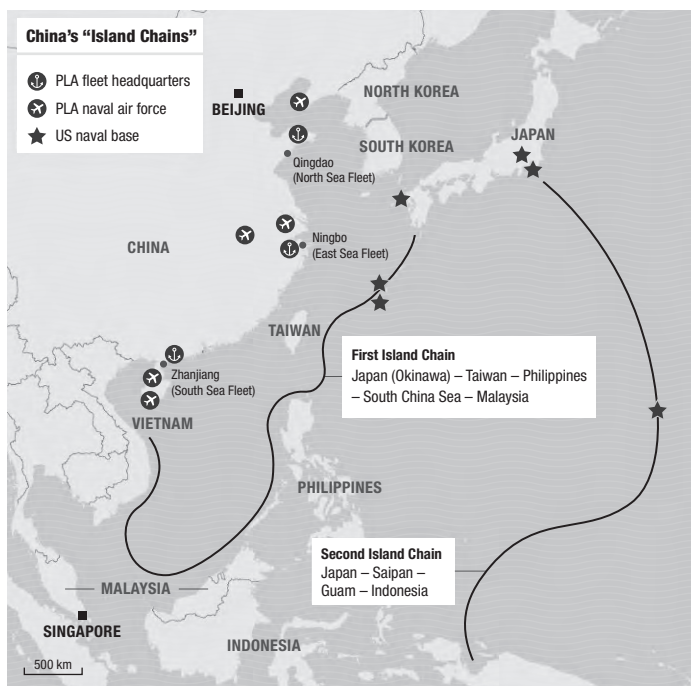 China's “Island Chains”
PLA fleet headquarters
PLA naval air force
US naval base
BEIJING
NORTH KOREA
SOUTH KOREA
JAPAN
Qingdao
(North Sea Fleet)
CHINA
Ningbo
(East Sea Fleet)
TAIWAN
First Island Chain
Japan (Okinawa) – Taiwan – Philippines
– South China Sea – Malaysia
Zhanjiang
(South Sea Fleet)
VIETNAM
PHILIPPINES
Second Island Chain
Japan – Saipan –
Guam – Indonesia
MALAYSIA
SINGAPORE
INDONESIA
500 km